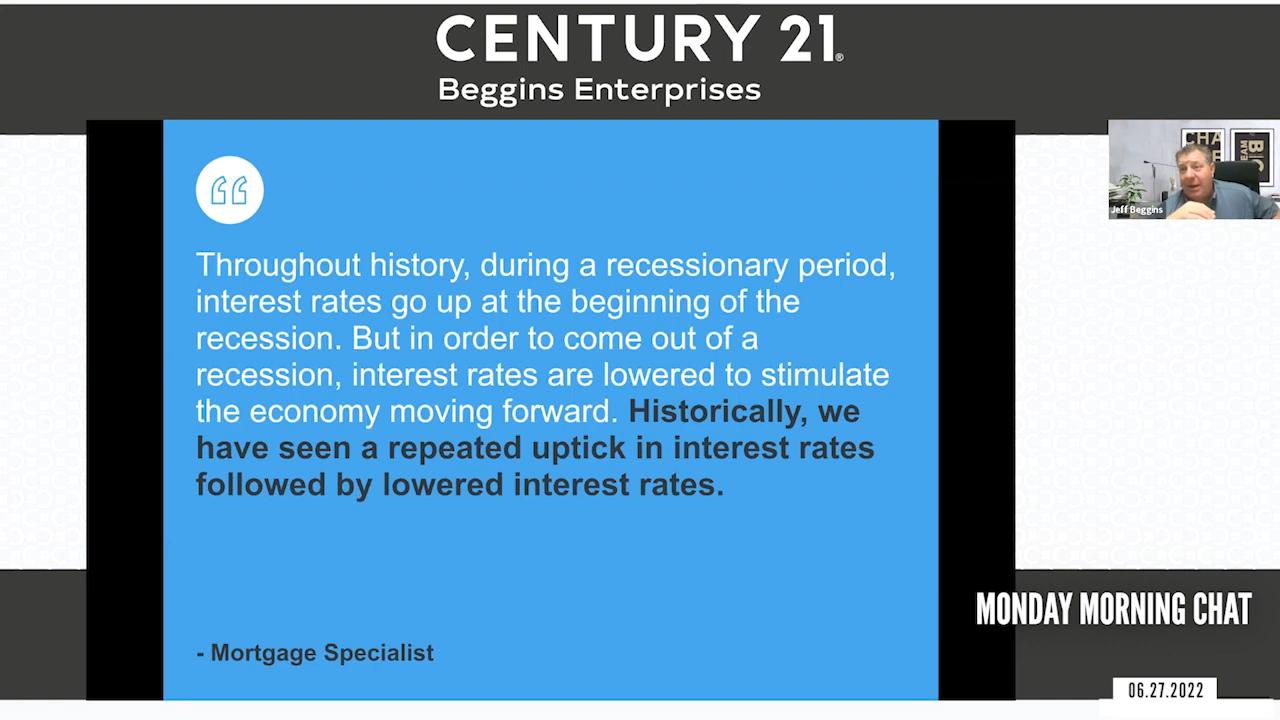 CENTURY 21®
Beggins Enterprises
Throughout history, during a recessionary period,
interest rates go up at the beginning of the
recession. But in order to come out of a
recession, interest rates are lowered to stimulate
the economy moving forward. Historically, we
have seen a repeated uptick in interest rates
followed by lowered interest rates.
- Mortgage Specialist
Jeff Beggins
MONDAY MORNING CHAT
06.27.2022